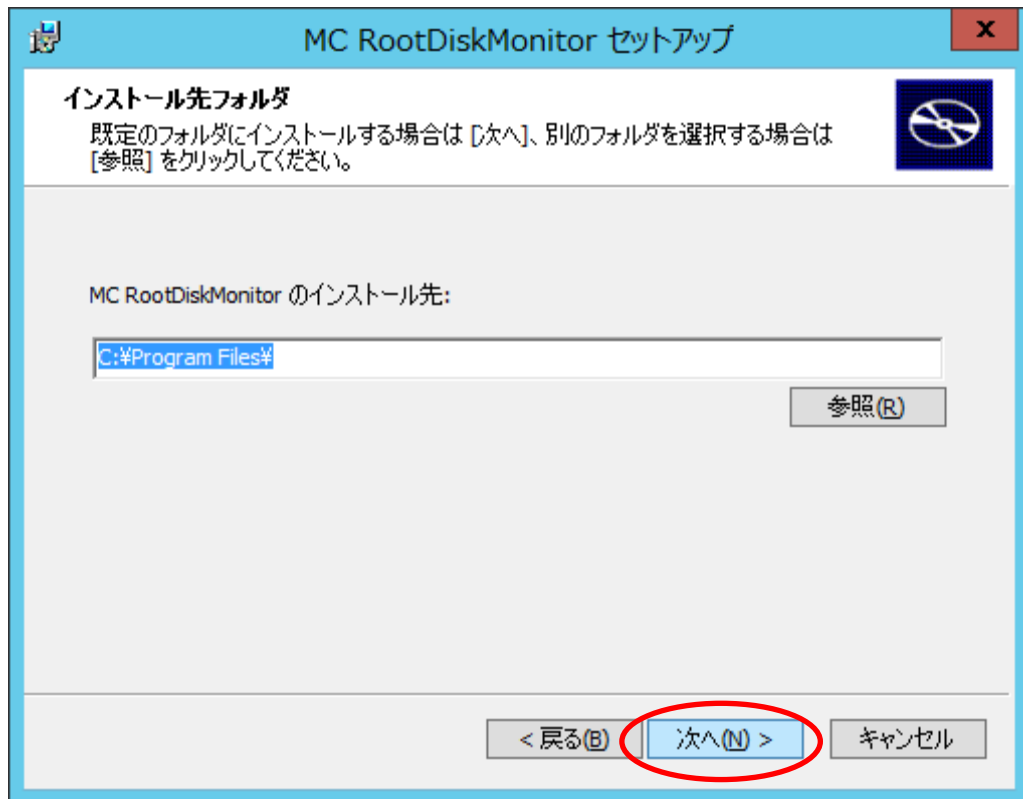 MC RootDiskMonitor セットアップ
x
インストール先フォルダ
既定のフォルダにインストールする場合は [次へ]、別のフォルダを選択する場合は
[参照] をクリックしてください。
MC RootDiskMonitor のインストール先:
C:¥Program Files¥
参照(R)
< 戻る(B)
次へ(N) >
キャンセル